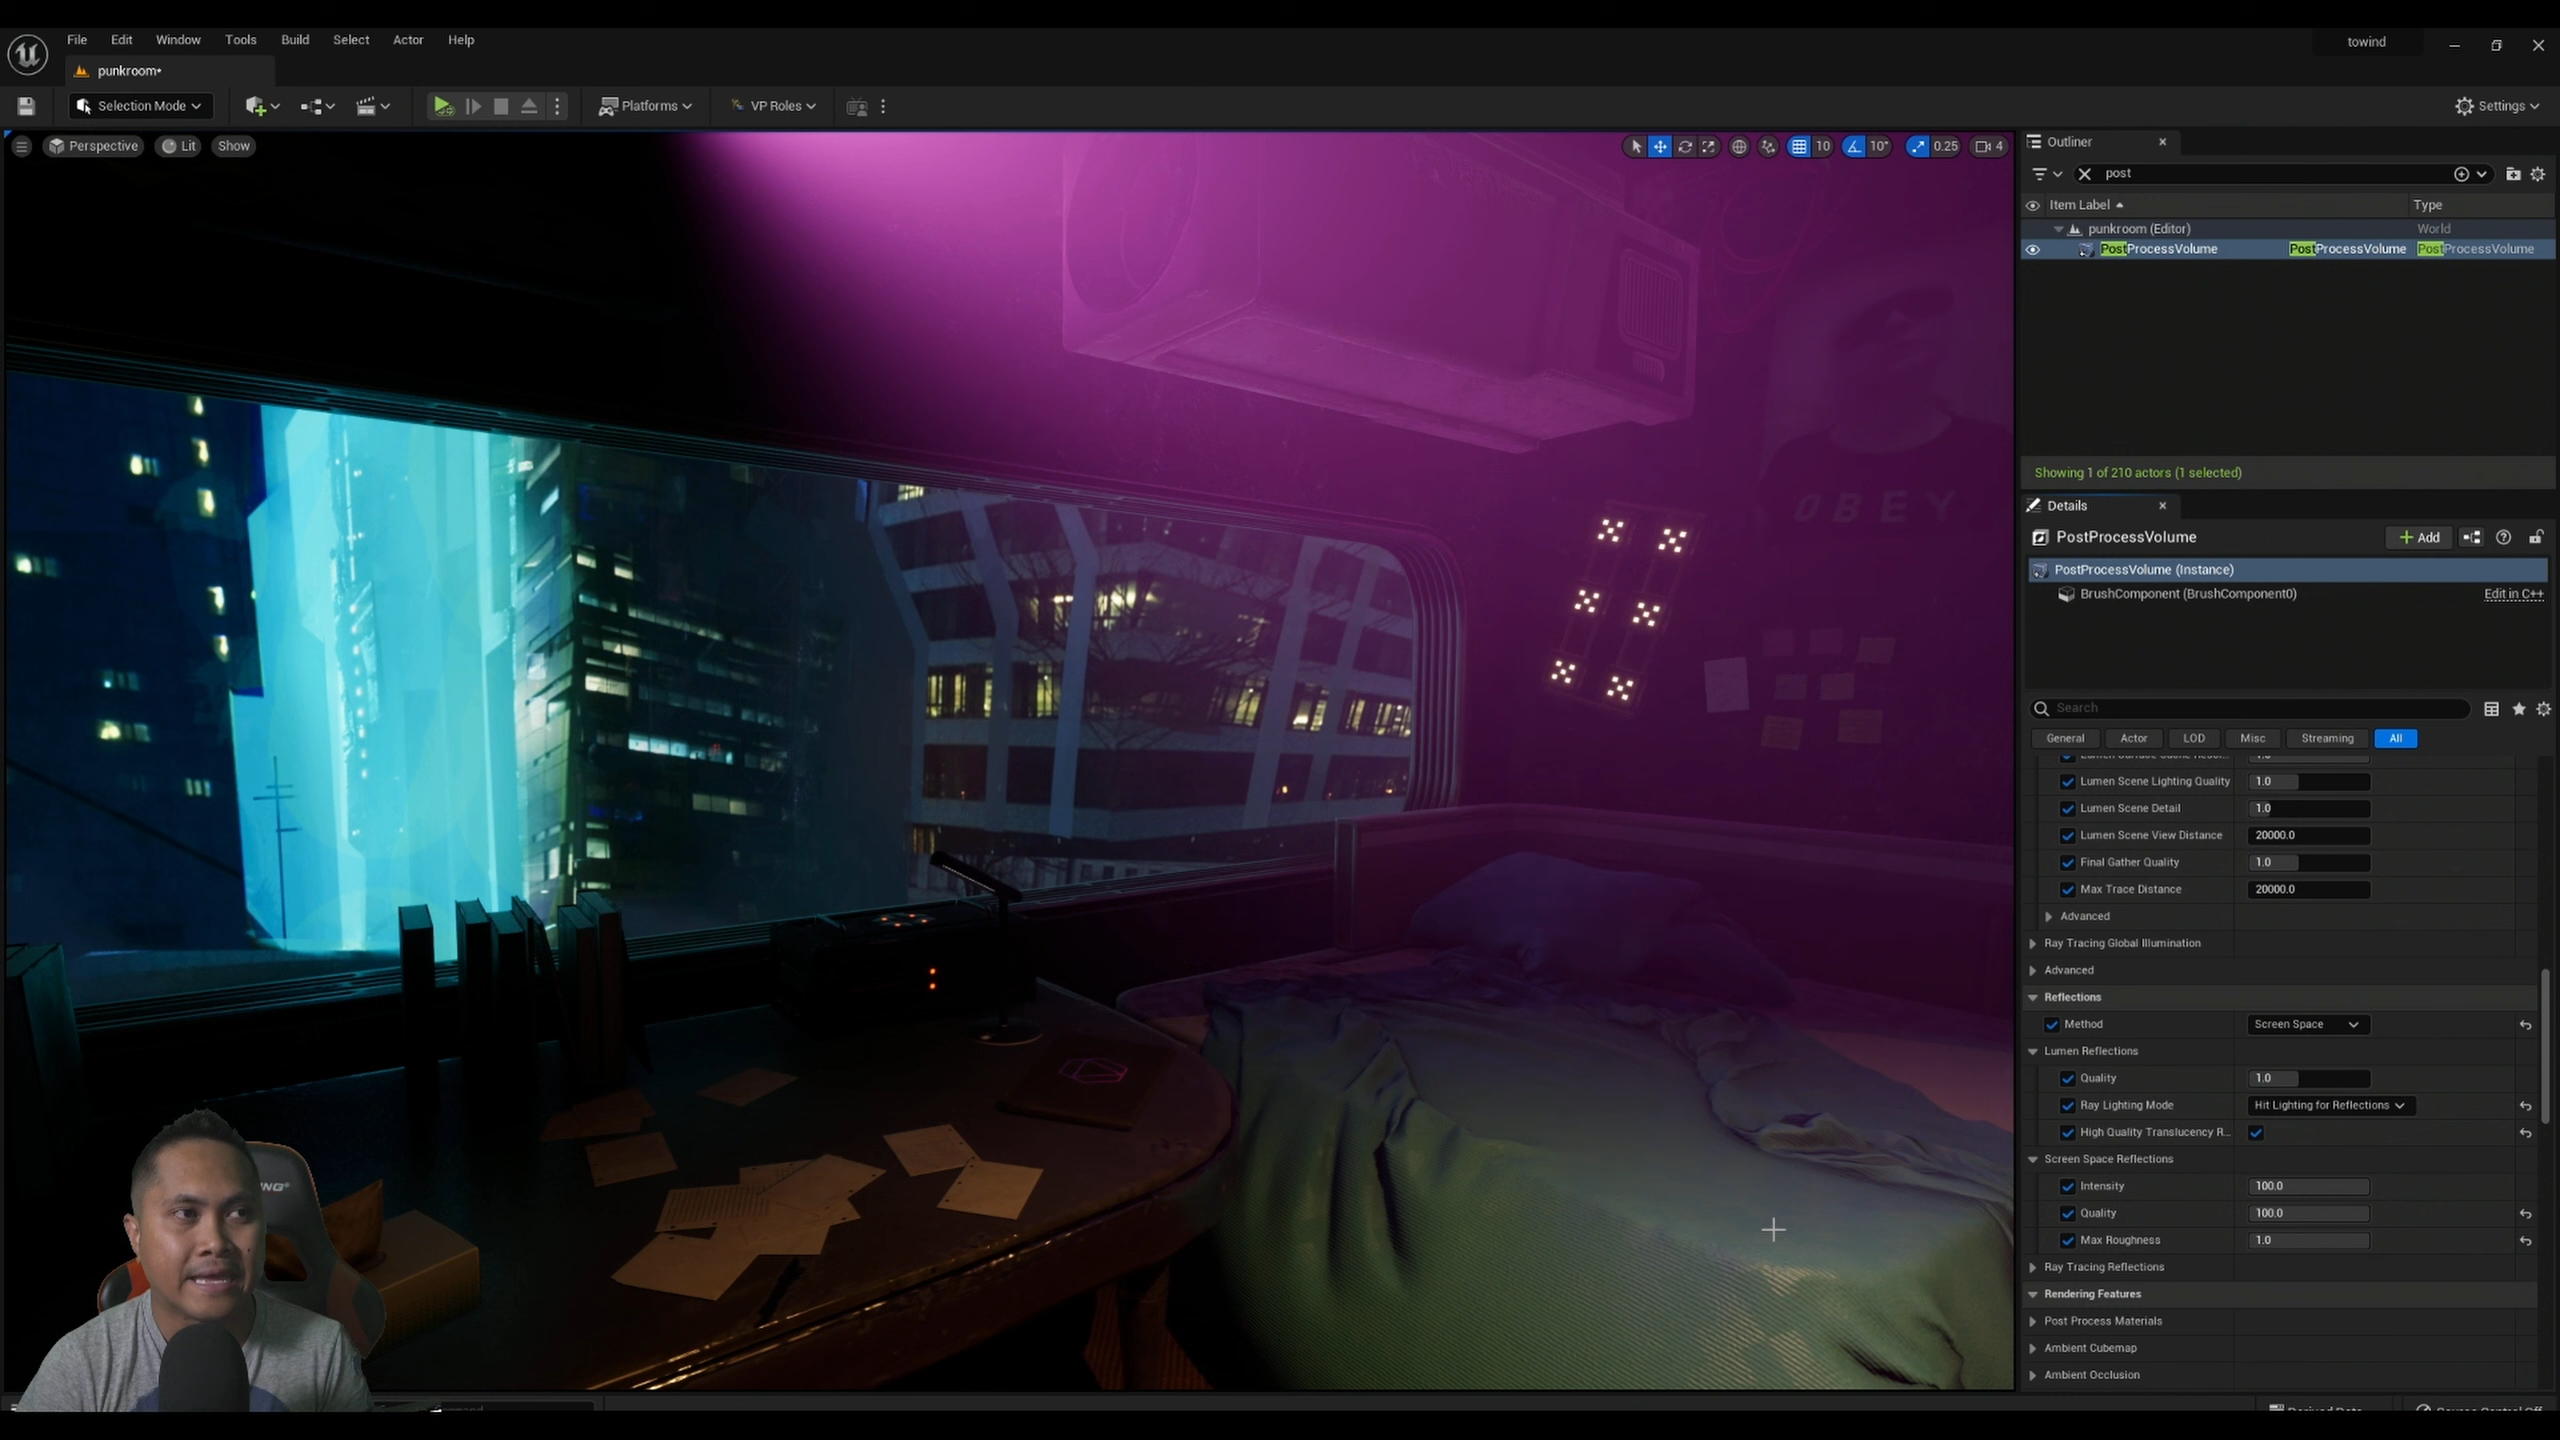 File Edit Window Tools Build Select Actor Help
towind
punkroom•
Selection Mode
Platforms
VP Roles
Settings
Perspective Lit Show
10 10° 0.25 4
Outliner
post
Item Label Type
punkroom (Editor) World
PostProcessVolume PostProcessVolume PostProcessVolume
Showing 1 of 210 actors (1 selected)
Details
PostProcessVolume
Add
PostProcessVolume (Instance)
BrushComponent (BrushComponent0) Edit in C++
Search
General Actor LOD Misc Streaming All
Lumen Scene Lighting Quality 1.0
Lumen Scene Detail 1.0
Lumen Scene View Distance 20000.0
Final Gather Quality 1.0
Max Trace Distance 20000.0
Advanced
Ray Tracing Global Illumination
Advanced
Reflections
Method Screen Space
Lumen Reflections
Quality 1.0
Ray Lighting Mode Hit Lighting for Reflections
High Quality Translucency R...
Screen Space Reflections
Intensity 100.0
Quality 100.0
Max Roughness 1.0
Ray Tracing Reflections
Rendering Features
Post Process Materials
Ambient Cubemap
Ambient Occlusion
OBEY